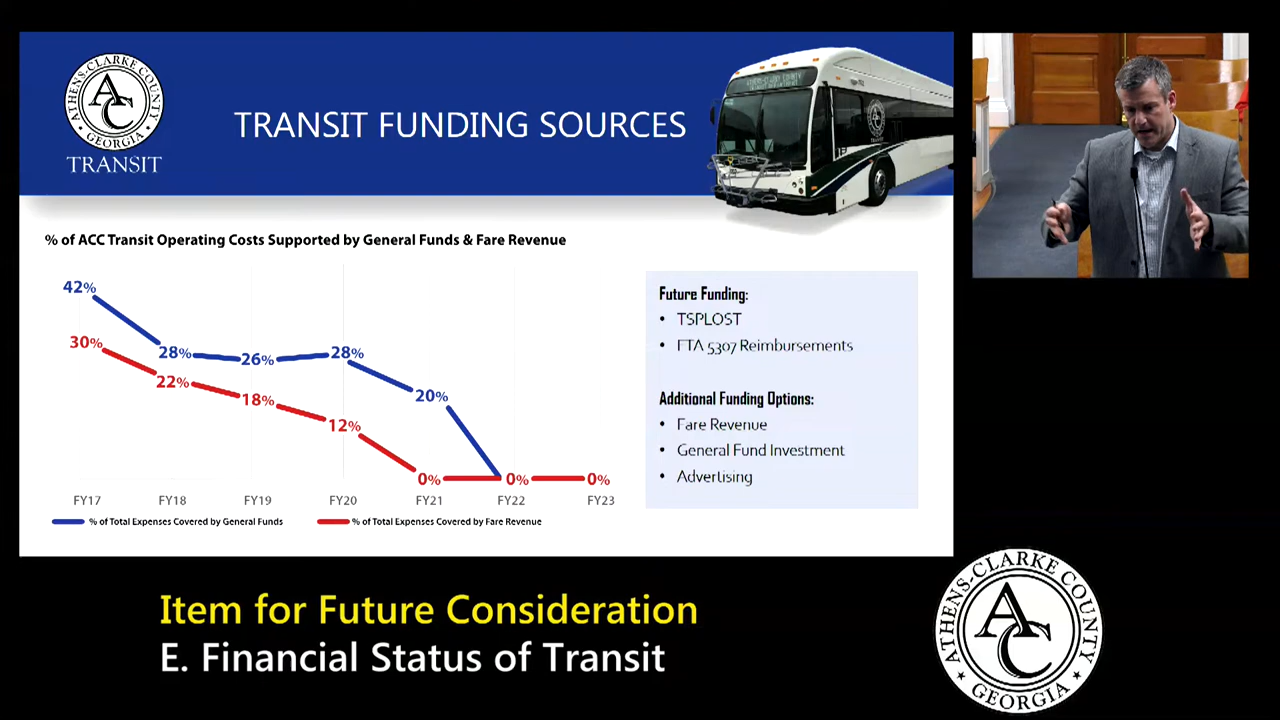 ATHENS-CLARKE COUNTY
AC
GEORGIA
TRANSIT
TRANSIT FUNDING SOURCES
% of ACC Transit Operating Costs Supported by General Funds & Fare Revenue
42%
30%
28%
26%
28%
22%
18%
20%
12%
0%
0%
0%
FY17
FY18
FY19
FY20
FY21
FY22
FY23
% of Total Expenses Covered by General Funds
% of Total Expenses Covered by Fare Revenue
Future Funding:
• TSPLOST
• FTA 5307 Reimbursements
Additional Funding Options:
• Fare Revenue
• General Fund Investment
• Advertising
Item for Future Consideration
E. Financial Status of Transit
ATHENS-CLARKE COUNTY
AC
GEORGIA